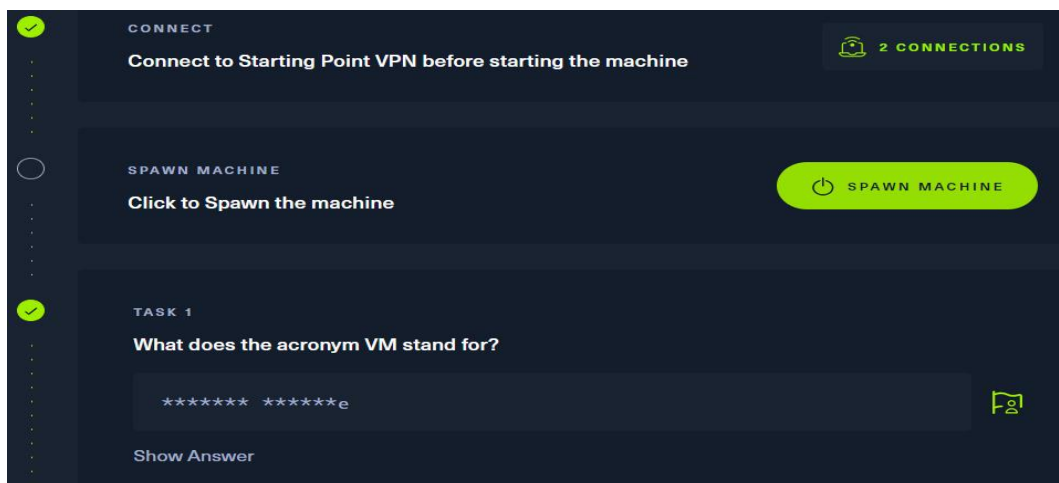 CONNECT
Connect to Starting Point VPN before starting the machine
2 CONNECTIONS
SPAWN MACHINE
Click to Spawn the machine
SPAWN MACHINE
TASK 1
What does the acronym VM stand for?
******* ******e
Show Answer